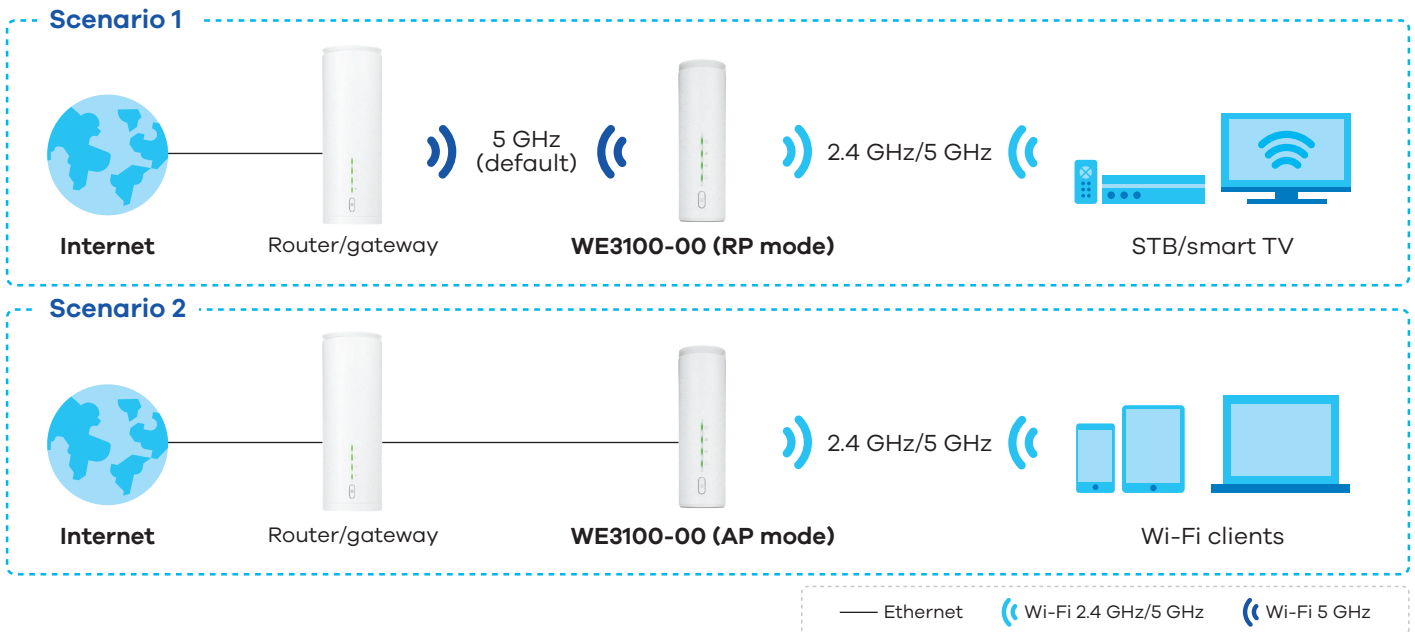 Scenario 1
5 GHz
(default)
2.4 GHz/5 GHz
Internet
Router/gateway
WE3100-00 (RP mode)
STB/smart TV
Scenario 2
2.4 GHz/5 GHz
Internet
Router/gateway
WE3100-00 (AP mode)
Wi-Fi clients
Ethernet
Wi-Fi 2.4 GHz/5 GHz
Wi-Fi 5 GHz